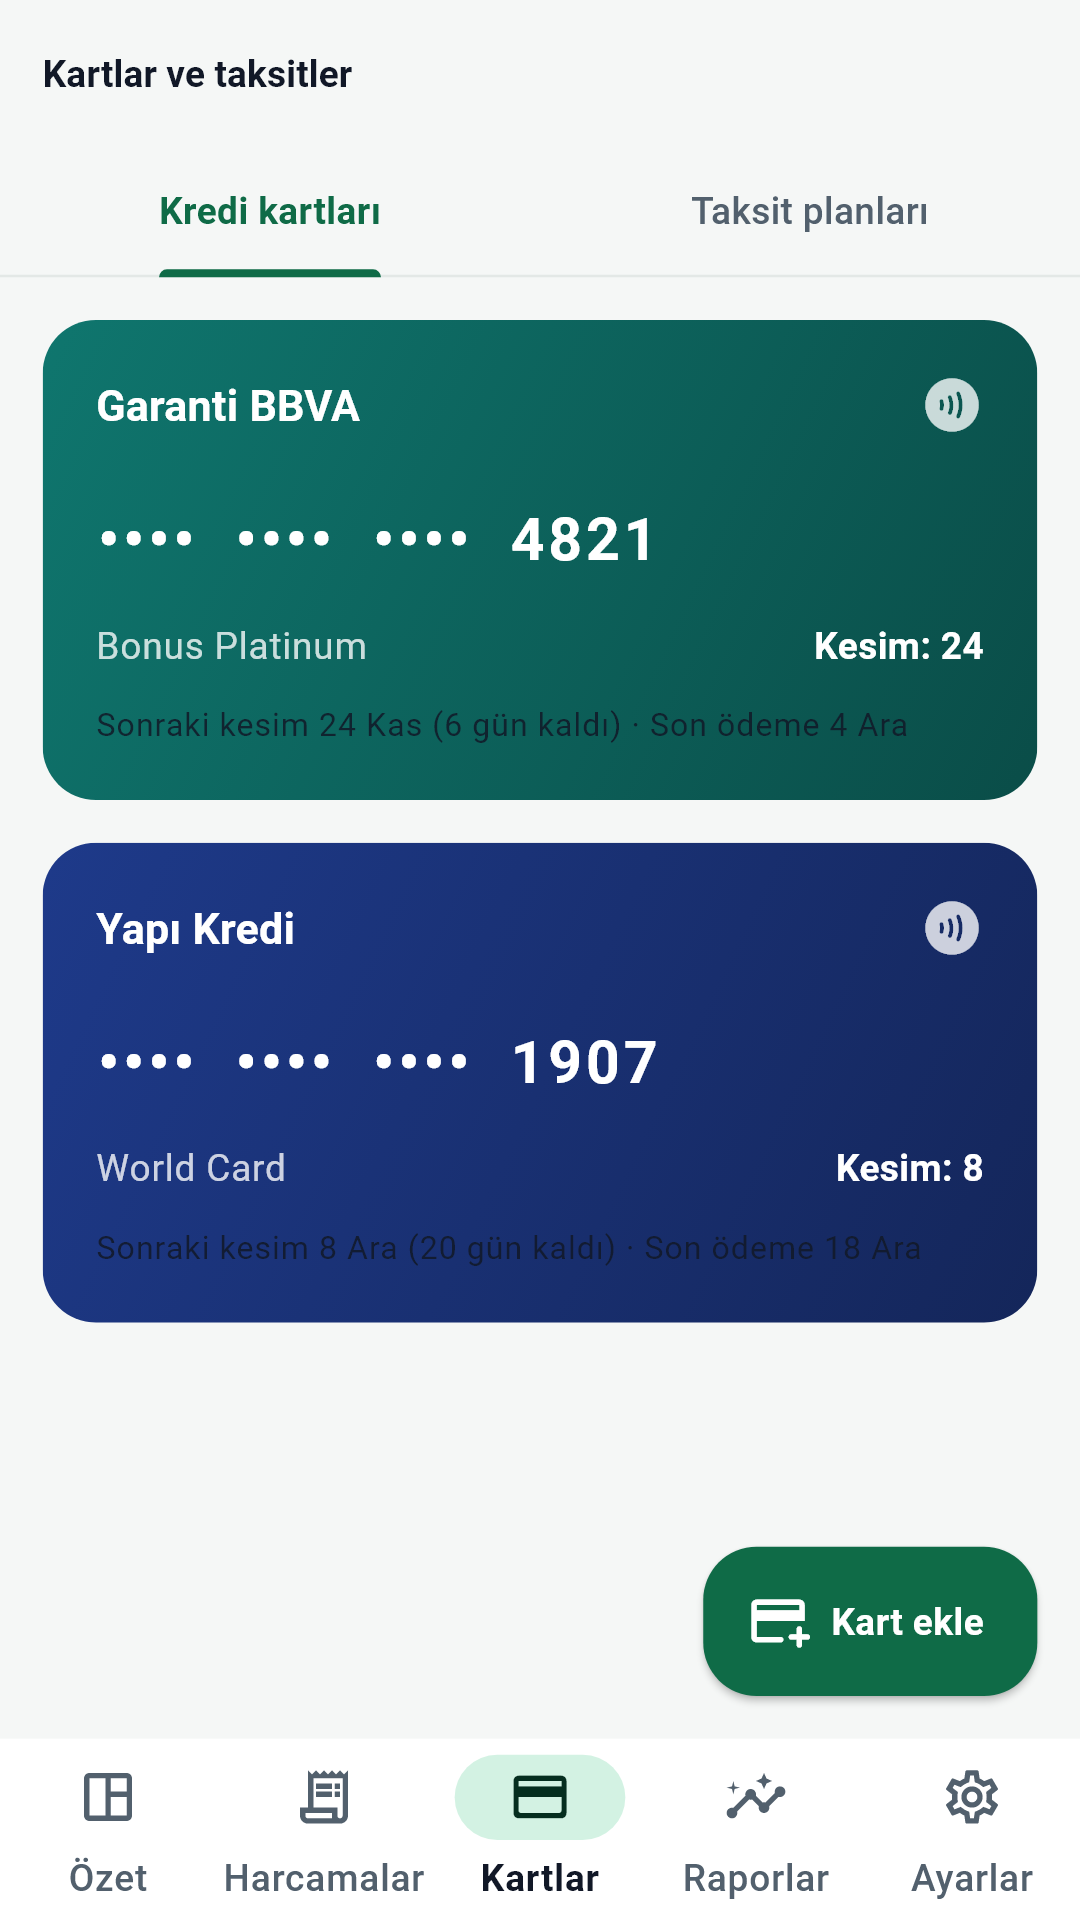 Kartlar ve taksitler
Kredi kartları
Taksit planları
Garanti BBVA
•••• •••• •••• 4821
Bonus Platinum
Kesim: 24
Sonraki kesim 24 Kas (6 gün kaldı) · Son ödeme 4 Ara
Yapı Kredi
•••• •••• •••• 1907
World Card
Kesim: 8
Sonraki kesim 8 Ara (20 gün kaldı) · Son ödeme 18 Ara
Kart ekle
Özet
Harcamalar
Kartlar
Raporlar
Ayarlar